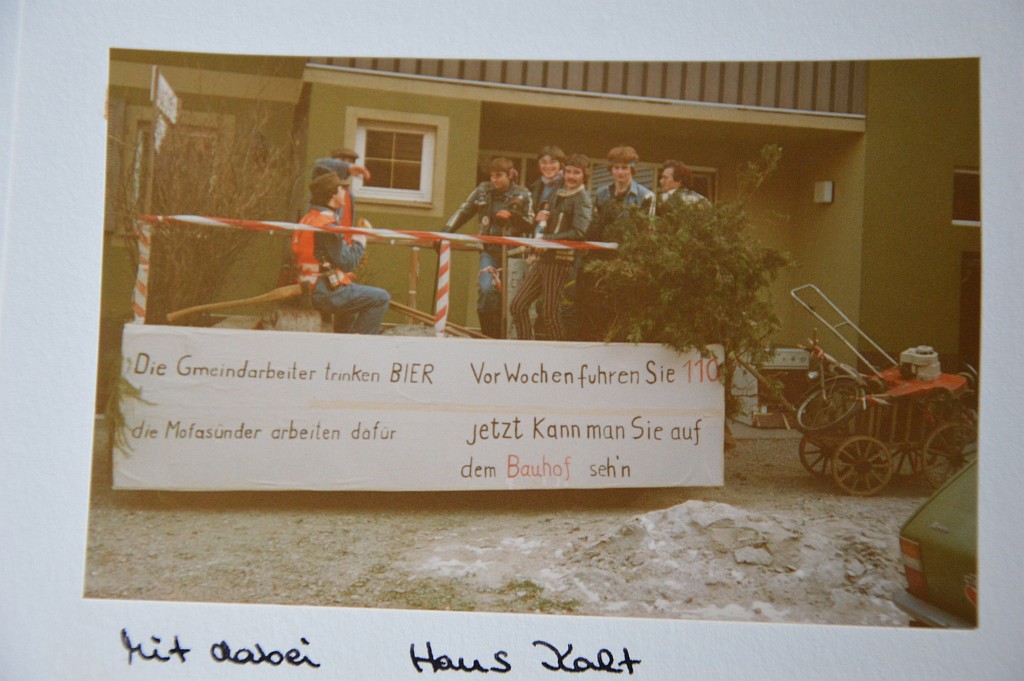 Die Gmeindarbeiter trinken BIER
die Mofasünder arbeiten dafür
Vor Wochen fuhren Sie 110
jetzt Kann man Sie auf
dem Bauhof seh'n
Mit dabei Hans Kalt